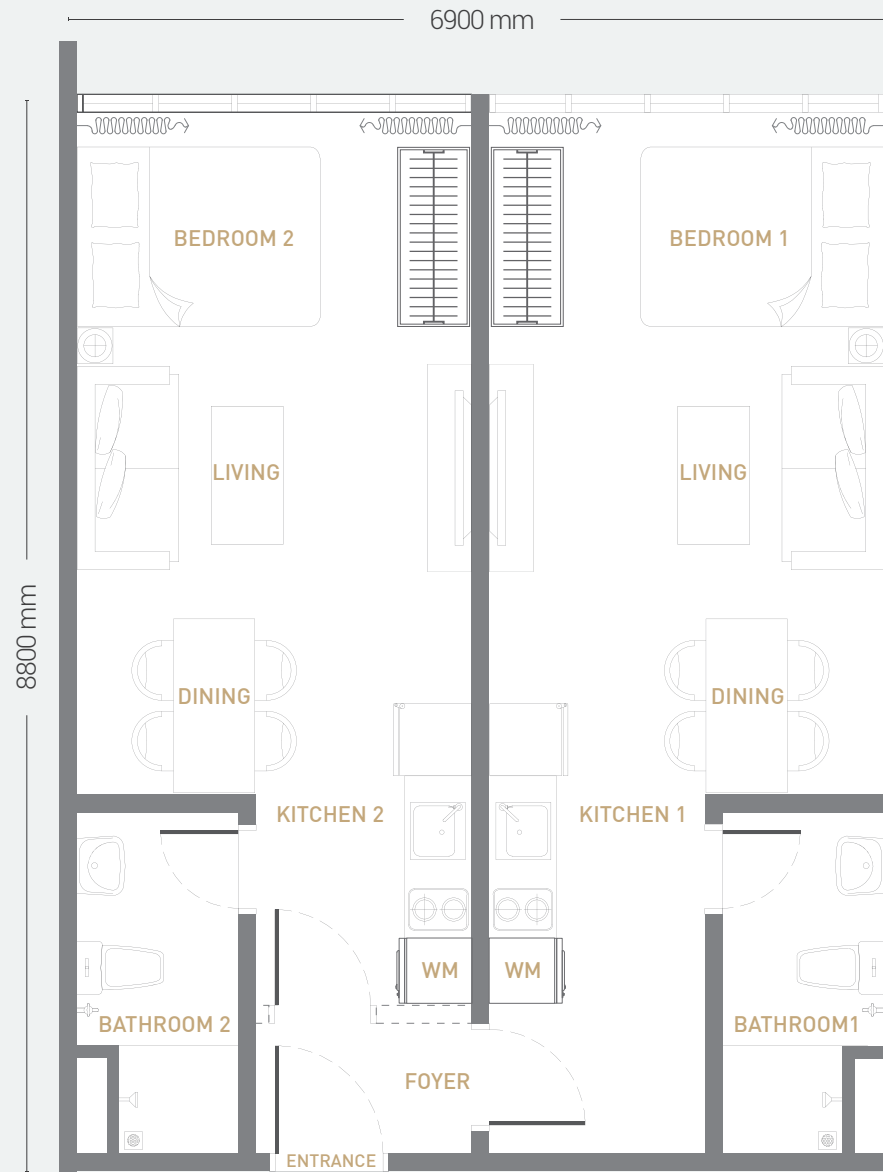 6900 mm
8800 mm
BEDROOM 2
BEDROOM 1
LIVING
LIVING
DINING
DINING
KITCHEN 2
KITCHEN 1
WM
WM
BATHROOM 2
BATHROOM1
FOYER
ENTRANCE